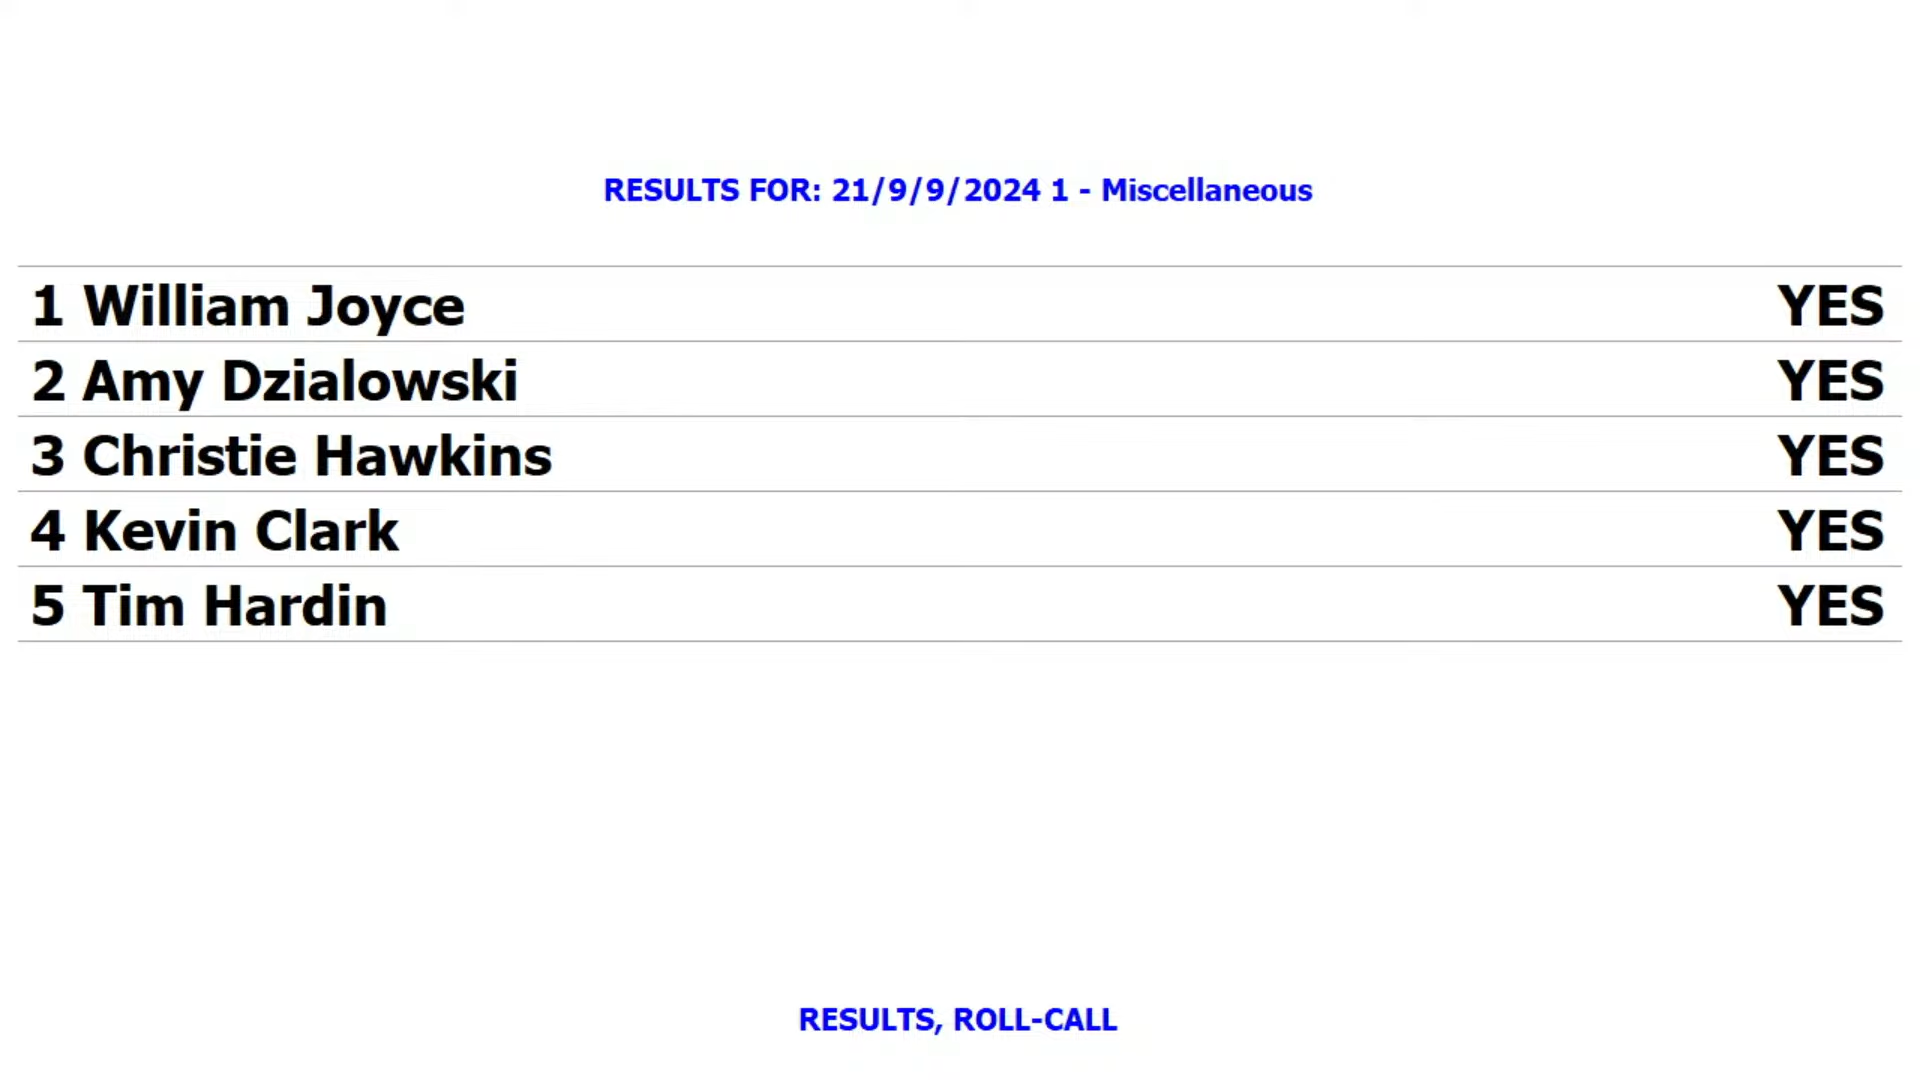 RESULTS FOR: 21/9/9/2024 1 - Miscellaneous
1 William Joyce YES
2 Amy Dzialowski YES
3 Christie Hawkins YES
4 Kevin Clark YES
5 Tim Hardin YES
RESULTS, ROLL-CALL